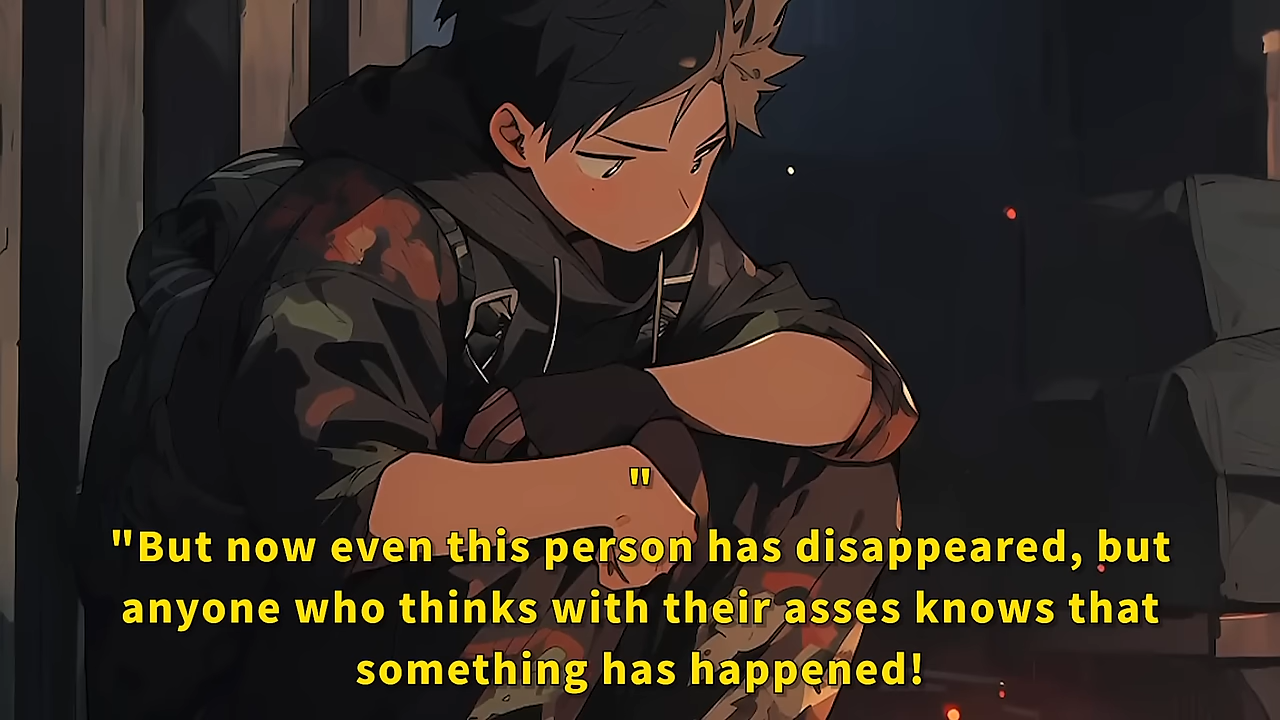 "
"But now even this person has disappeared, but
anyone who thinks with their asses knows that
something has happened!